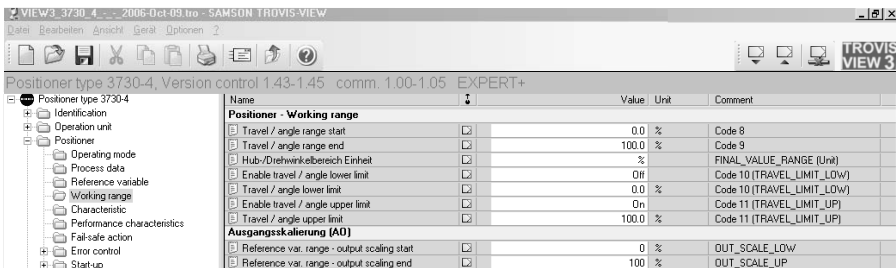 VIEW3_3730_4_-_-_2006-Oct-09.tro - SAMSON TROVIS-VIEW
Datei Bearbeiten Ansicht Gerät Optionen ?
TROVIS
VIEW 3
Positioner type 3730-4, Version control 1.43-1.45 comm. 1.00-1.05 EXPERT+
Positioner type 3730-4
Identification
Operation unit
Positioner
Operating mode
Process data
Reference variable
Working range
Characteristic
Performance characteristics
Fail-safe action
Error control
Start-up
Name Value Unit Comment
Positioner - Working range
Travel / angle range start 0.0 % Code 8
Travel / angle range end 100.0 % Code 9
Hub-/Drehwinkelbereich Einheit % FINAL_VALUE_RANGE (Unit)
Enable travel / angle lower limit Off Code 10 (TRAVEL_LIMIT_LOW)
Travel / angle lower limit 0.0 % Code 10 (TRAVEL_LIMIT_LOW)
Enable travel / angle upper limit On Code 11 (TRAVEL_LIMIT_UP)
Travel / angle upper limit 100.0 % Code 11 (TRAVEL_LIMIT_UP)
Ausgangsskalierung (AO)
Reference var. range - output scaling start 0 % OUT_SCALE_LOW
Reference var. range - output scaling end 100 % OUT_SCALE_UP